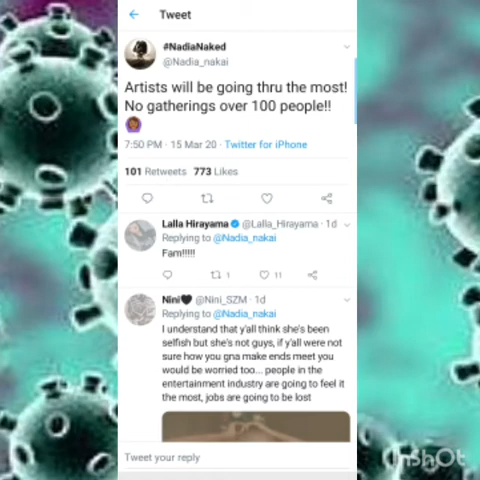 Tweet
#NadiaNaked
@Nadia_nakai
Artists will be going thru the most!
No gatherings over 100 people!!
🤦🏾‍♀️
7:50 PM · 15 Mar 20 · Twitter for iPhone
101 Retweets 773 Likes
Lalla Hirayama @Lalla_Hirayama · 1d
Replying to @Nadia_nakai
Fam!!!!!
1 11
Nini🖤 @Nini_SZM · 1d
Replying to @Nadia_nakai
I understand that y'all think she's been
selfish but she's not guys, if y'all were not
sure how you gna make ends meet you
would be worried too... people in the
entertainment industry are going to feel it
the most, jobs are going to be lost
Tweet your reply
InShOt